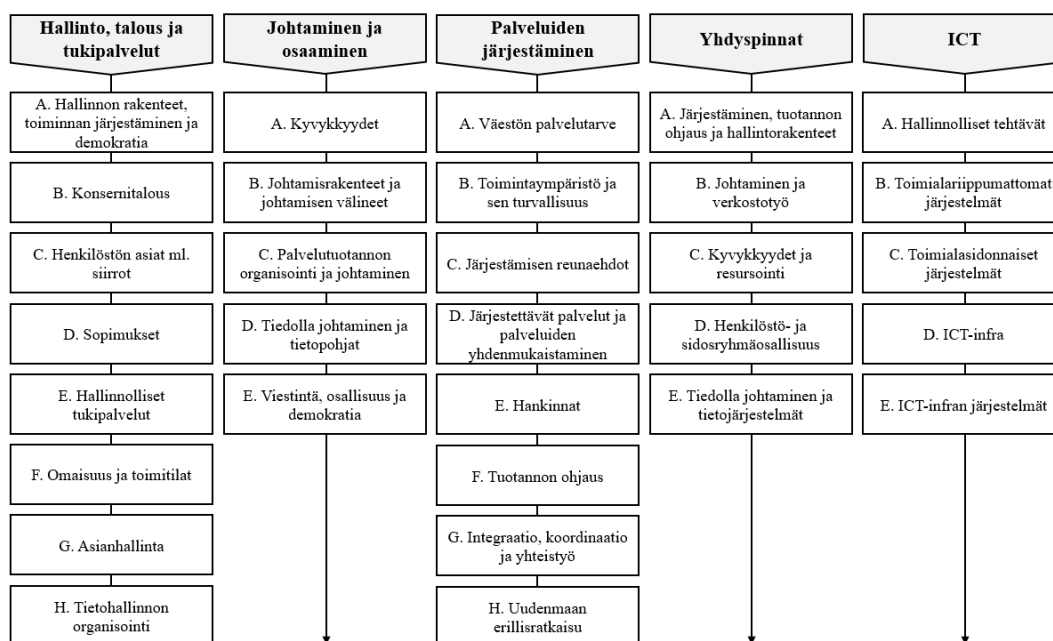 Hallinto, talous ja
tukipalvelut
A. Hallinnon rakenteet,
toiminnan järjestäminen ja
demokratia
B. Konsernitalous
C. Henkilöstön asiat ml.
siirrot
D. Sopimukset
E. Hallinnolliset
tukipalvelut
F. Omaisuus ja toimitilat
G. Asianhallinta
H. Tietohallinnon
organisointi
Johtaminen ja
osaaminen
A. Kyvykkyydet
B. Johtamisrakenteet ja
johtamisen välineet
C. Palvelutuotannon
organisointi ja johtaminen
D. Tiedolla johtaminen ja
tietopohjat
E. Viestintä, osallisuus ja
demokratia
Palveluiden
järjestäminen
A. Väestön palvelutarve
B. Toimintaympäristö ja
sen turvallisuus
C. Järjestämisen reunaehdot
D. Järjestettävät palvelut ja
palveluiden
yhdenmukaistaminen
E. Hankinnat
F. Tuotannon ohjaus
G. Integraatio, koordinaatio
ja yhteistyö
H. Uudenmaan
erillisratkaisu
Yhdyspinnat
A. Järjestäminen, tuotannon
ohjaus ja hallintorakenteet
B. Johtaminen ja
verkostotyö
C. Kyvykkyydet ja
resursointi
D. Henkilöstö- ja
sidosryhmäosallisuus
E. Tiedolla johtaminen ja
tietojärjestelmät
ICT
A. Hallinnolliset tehtävät
B. Toimialariippumattomat
järjestelmät
C. Toimialasidonnaiset
järjestelmät
D. ICT-infra
E. ICT-infran järjestelmät